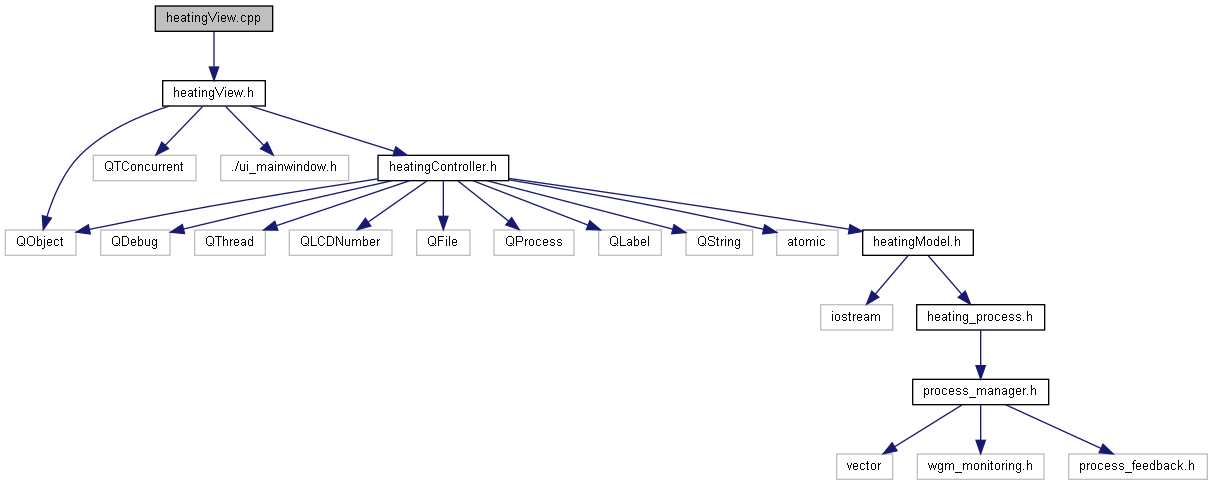 heatingView.cpp
heatingView.h
QTConcurrent
./ui_mainwindow.h
heatingController.h
QObject
QDebug
QThread
QLCDNumber
QFile
QProcess
QLabel
QString
atomic
heatingModel.h
iostream
heating_process.h
process_manager.h
vector
wgm_monitoring.h
process_feedback.h